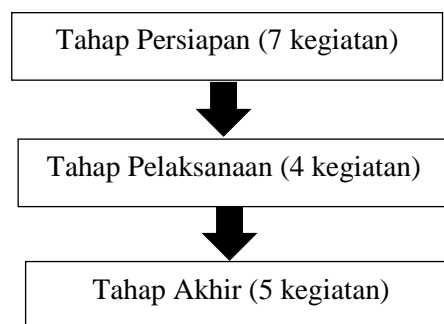 Tahap Persiapan (7 kegiatan)
Tahap Pelaksanaan (4 kegiatan)
Tahap Akhir (5 kegiatan)